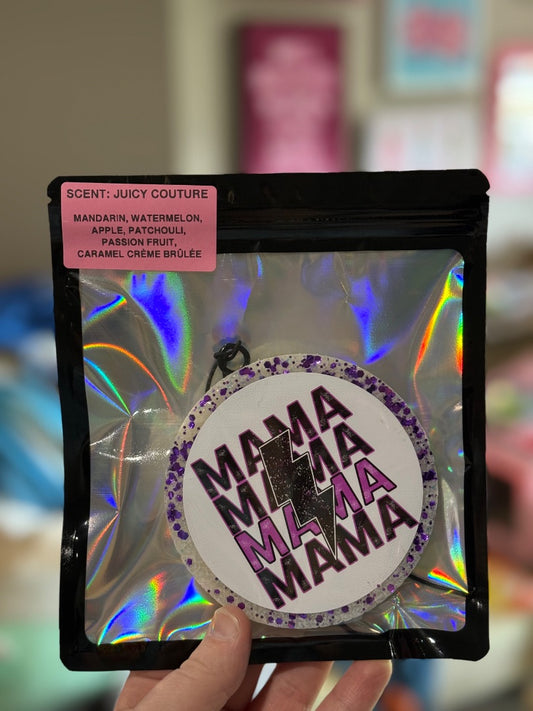 SCENT: JUICY COUTURE
MANDARIN, WATERMELON,
APPLE, PATCHOULI,
PASSION FRUIT,
CARAMEL CRÈME BRÛLÉE
MAMA
MAMA
MAMA
MAMA